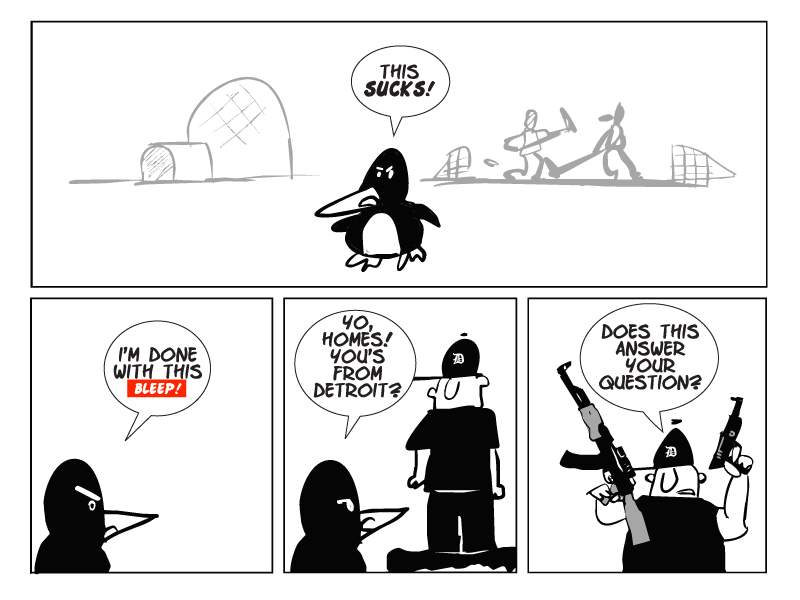 THIS
SUCKS!
I'M DONE
WITH THIS
BLEEP!
YO,
HOMES!
YOU'S
FROM
DETROIT?
D
DOES THIS
ANSWER
YOUR
QUESTION?
D